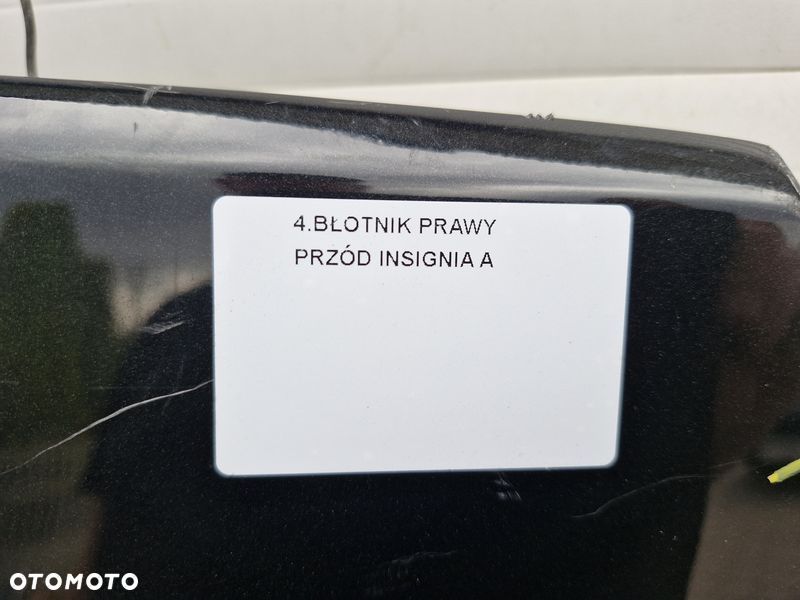 4.BŁOTNIK PRAWY
PRZÓD INSIGNIA A
OTOMOTO